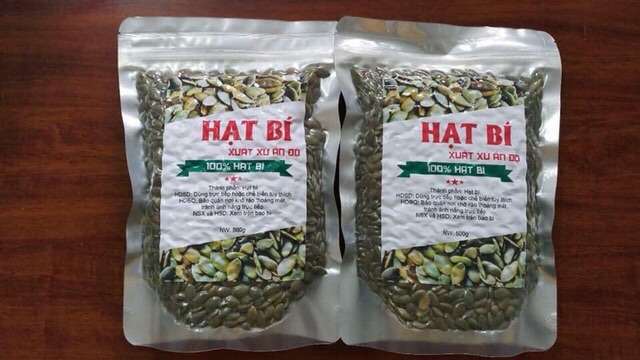 HẠT BÍ
XUẤT XỨ ẤN ĐỘ
100% HẠT BÍ
Thành phần: Hạt bí
HDSD: Dùng trực tiếp hoặc chế biến tùy thích
HDBQ: Bảo quản nơi khô ráo thoáng mát,
tránh ánh nắng trực tiếp
NSX và HSD: Xem trên bao bì
NW: 500g
HẠT BÍ
XUẤT XỨ ẤN ĐỘ
100% HẠT BÍ
Thành phần: Hạt bí
HDSD: Dùng trực tiếp hoặc chế biến tùy thích
HDBQ: Bảo quản nơi khô ráo thoáng mát,
tránh ánh nắng trực tiếp
NSX và HSD: Xem trên bao bì
NW: 500g